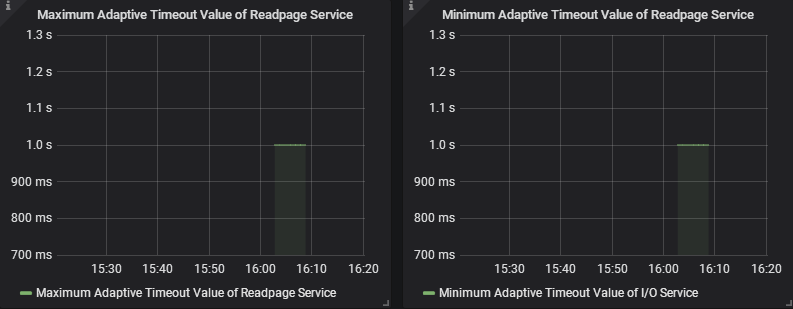 Maximum Adaptive Timeout Value of Readpage Service
1.3 s
1.2 s
1.1 s
1.0 s
900 ms
800 ms
700 ms
15:30 15:40 15:50 16:00 16:10 16:20
Maximum Adaptive Timeout Value of Readpage Service
Minimum Adaptive Timeout Value of Readpage Service
1.3 s
1.2 s
1.1 s
1.0 s
900 ms
800 ms
700 ms
15:30 15:40 15:50 16:00 16:10 16:20
Minimum Adaptive Timeout Value of I/O Service